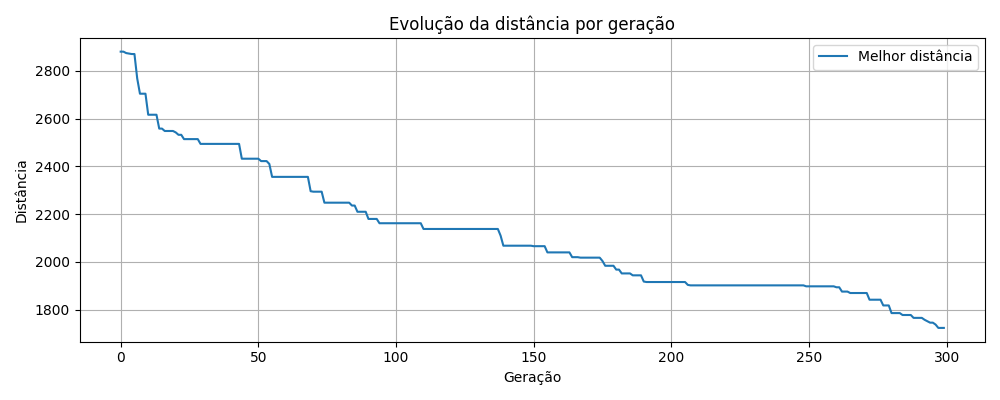 Evolução da distância por geração
Melhor distância
Distância
2800
2600
2400
2200
2000
1800
0 50 100 150 200 250 300
Geração